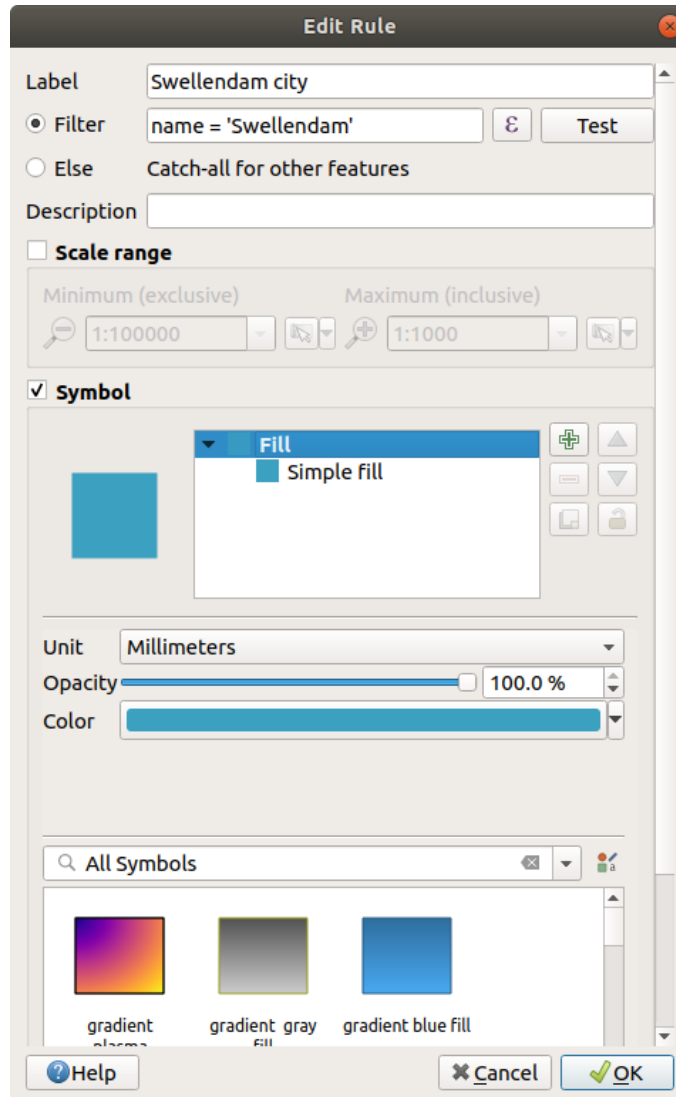 Edit Rule
Label Swellendam city
Filter name = 'Swellendam' ε Test
Else Catch-all for other features
Description
Scale range
Minimum (exclusive) Maximum (inclusive)
1:100000 1:1000
Symbol
Fill
Simple fill
Unit Millimeters
Opacity 100.0 %
Color
All Symbols
gradient gray
gradient gradient blue fill
plasma fill
Help Cancel OK